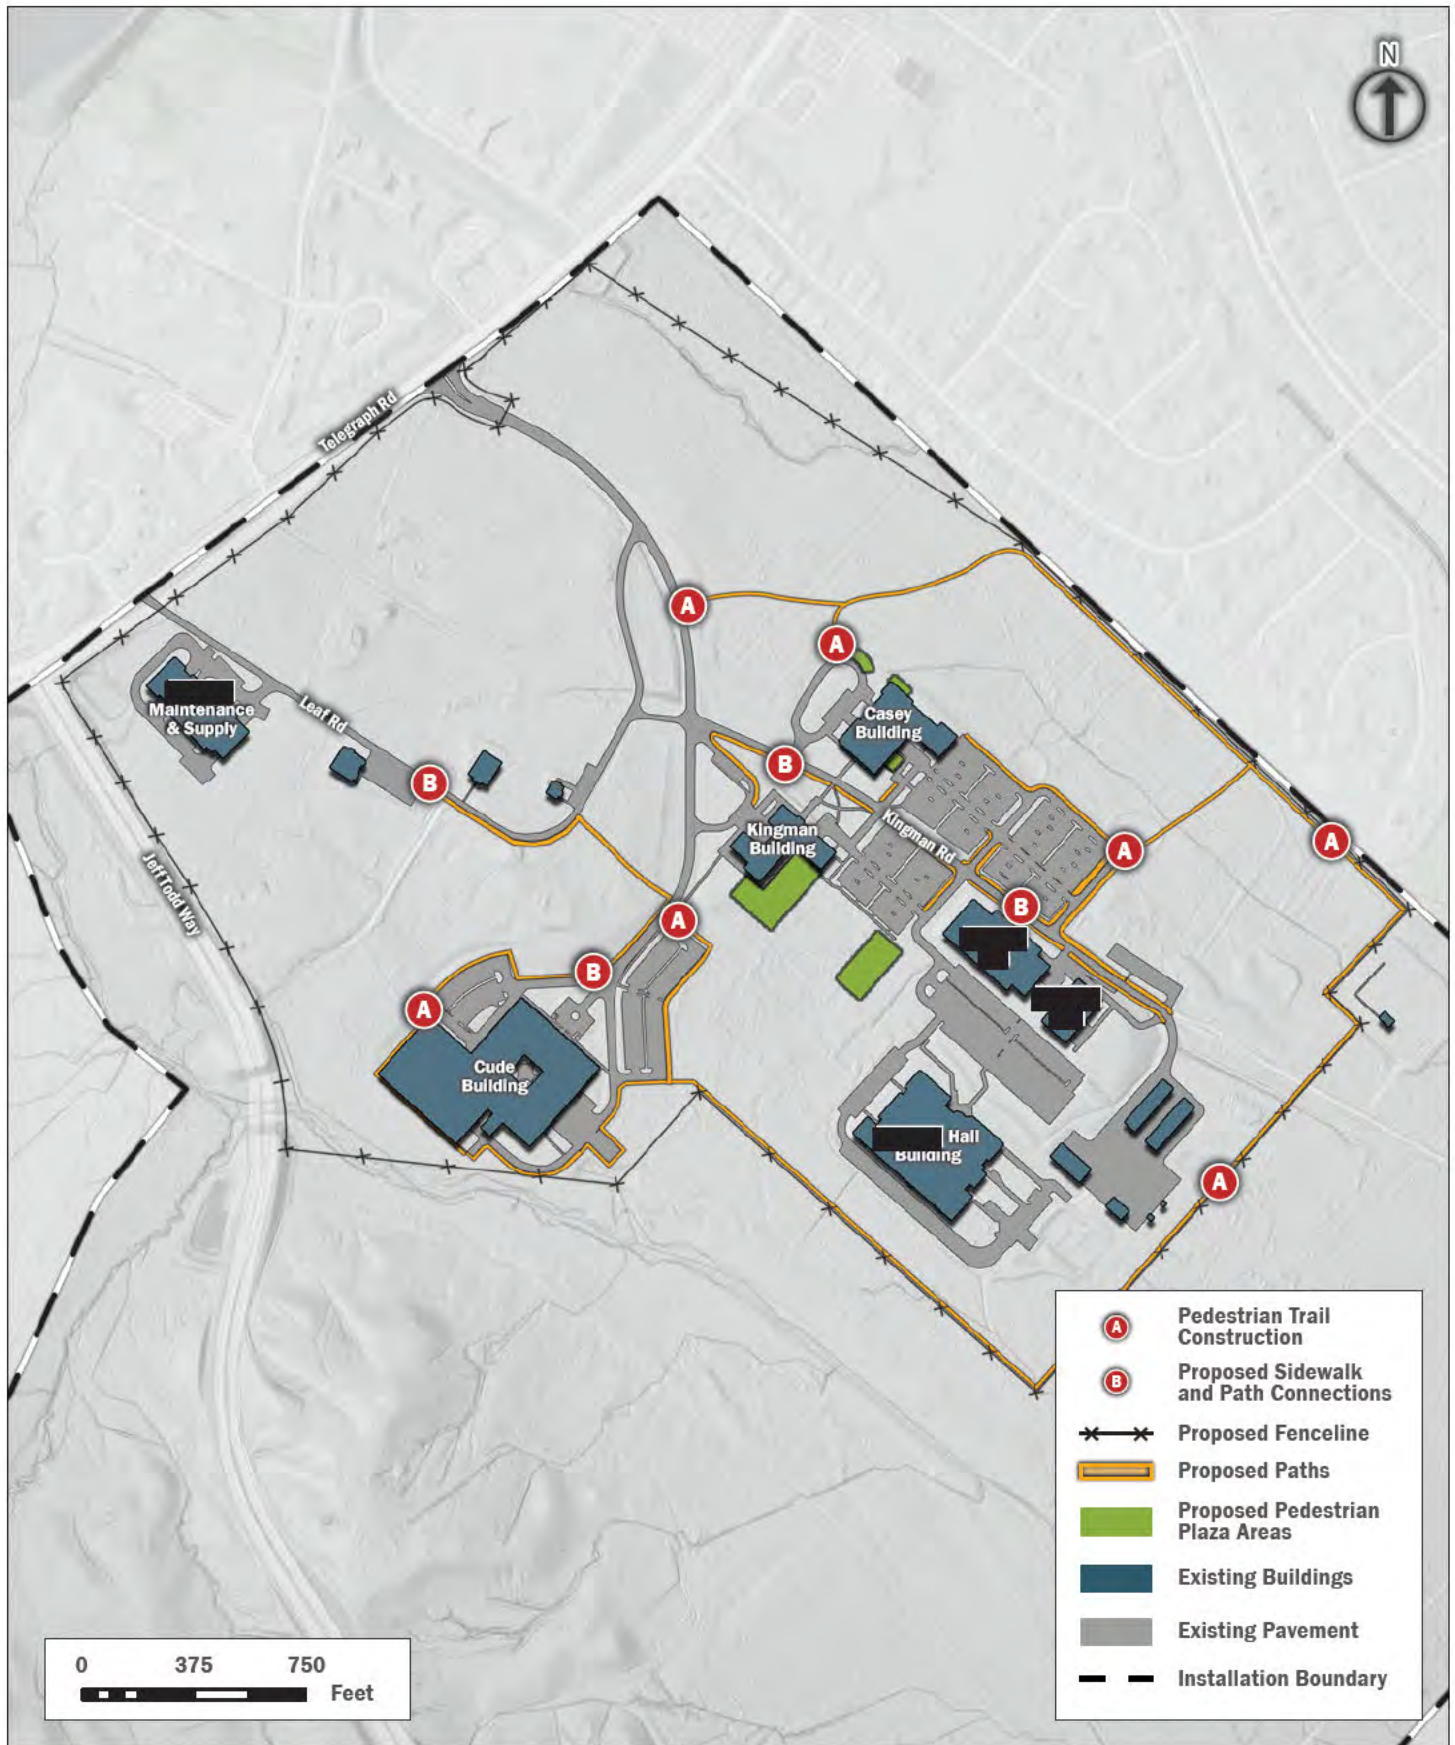 N
Telegraph Rd
A
A
Maintenance
& Supply
Leaf Rd
Casey
Building
B
B
Kingman
Building
Kingman Rd
A
A
Jeff Todd Way
B
A
B
A
Cude
Building
Hall
Building
A
A Pedestrian Trail
Construction
B Proposed Sidewalk
and Path Connections
Proposed Fenceline
Proposed Paths
Proposed Pedestrian
Plaza Areas
Existing Buildings
Existing Pavement
Installation Boundary
0 375 750
Feet